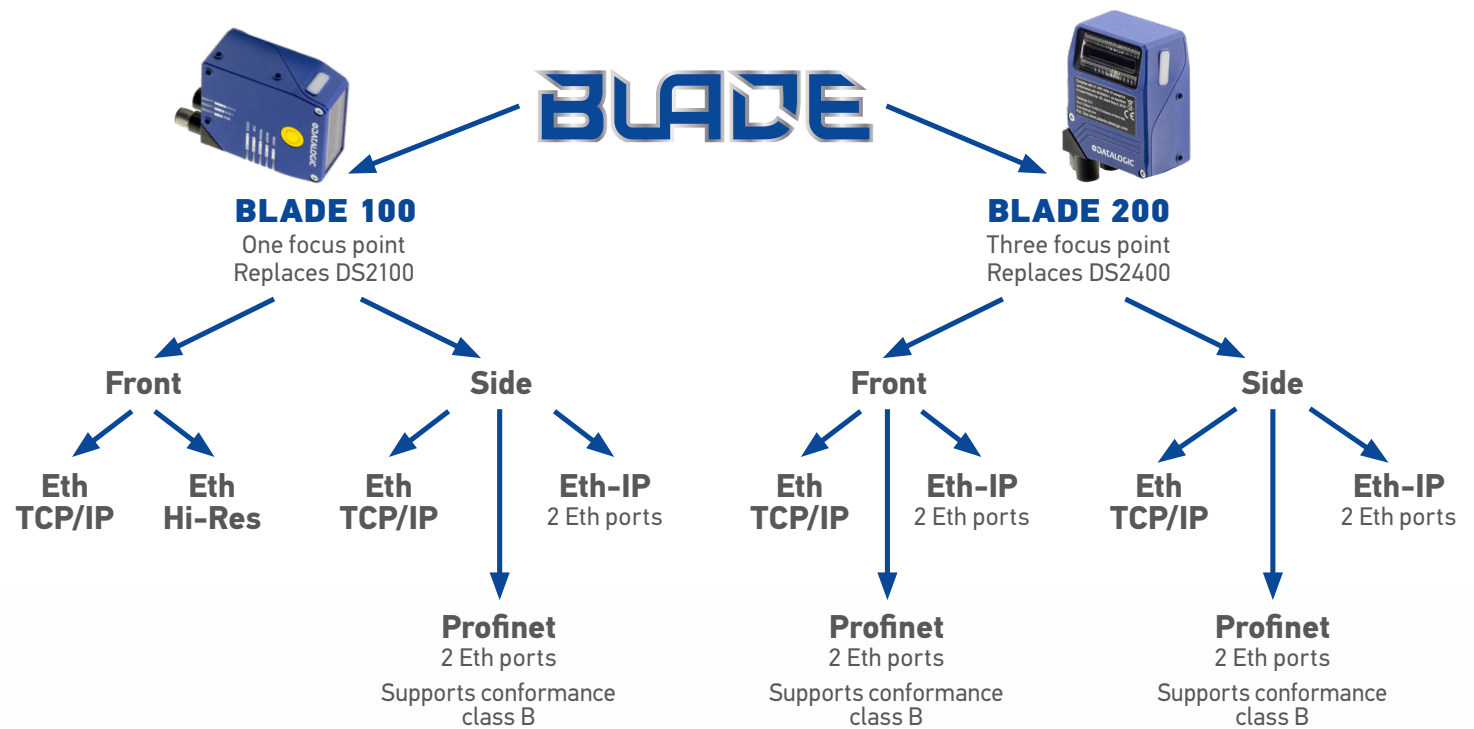 BLADE
DATALOGIC
DATALOGIC
BLADE 100
One focus point
Replaces DS2100
BLADE 200
Three focus point
Replaces DS2400
Front
Side
Front
Side
Eth
TCP/IP
Eth
Hi-Res
Eth
TCP/IP
Eth-IP
2 Eth ports
Eth
TCP/IP
Eth-IP
2 Eth ports
Eth
TCP/IP
Eth-IP
2 Eth ports
Profinet
2 Eth ports
Supports conformance
class B
Profinet
2 Eth ports
Supports conformance
class B
Profinet
2 Eth ports
Supports conformance
class B